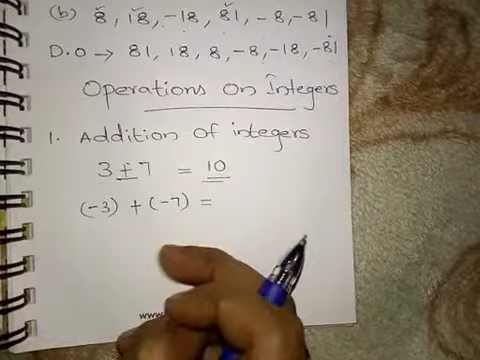 (b) 8, 18, -18, 81, -8, -81
D.O → 81, 18, 8, -8, -18, -81
Operations on Integers
1. Addition of integers
3 + 7 = 10
(-3) + (-7) =
www.